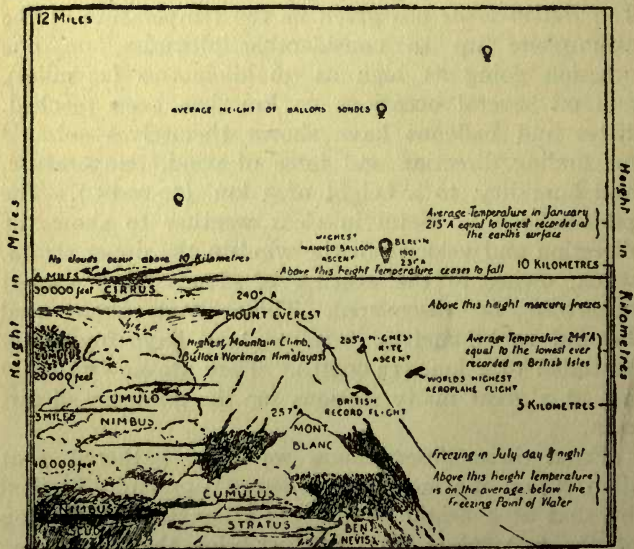 12 MILES
AVERAGE HEIGHT OF BALLONS SONDES
Average Temperature in January
215°A equal to lowest recorded at
the earth's surface
HIGHEST
MANNED BALLOON
ASCENT
BERLIN
1901
No clouds occur above 10 Kilometres
10 KILOMETRES
6 MILES
Above this height Temperature ceases to fall
30000 feet
CIRRUS
240° A
MOUNT EVEREST
Above this height mercury freezes
Highest Mountain Climb,
Bullock Workman Himalayas
HIGHEST
KITE
ASCENT
Average Temperature 244°A
equal to the lowest ever
recorded in British Isles
20000 feet
WORLDS HIGHEST
AEROPLANE FLIGHT
CUMULO
NIMBUS
BRITISH
RECORD FLIGHT
3 MILES
5 KILOMETRES
257°A
MONT
BLANC
10.000 feet
Freezing in July day & night
CUMULUS
Above this height Temperature
is on the average below the
Freezing Point of Water
NIMBUS
STRATUS
BEN
NEVIS
Height in Miles
Height in Kilometres